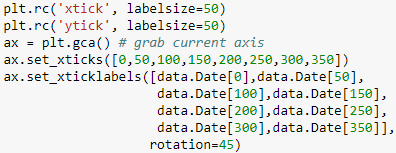 plt.rc('xtick', labelsize=50)
plt.rc('ytick', labelsize=50)
ax = plt.gca() # grab current axis
ax.set_xticks([0,50,100,150,200,250,300,350])
ax.set_xticklabels([data.Date[0],data.Date[50],
data.Date[100],data.Date[150],
data.Date[200],data.Date[250],
data.Date[300],data.Date[350]],
rotation=45)